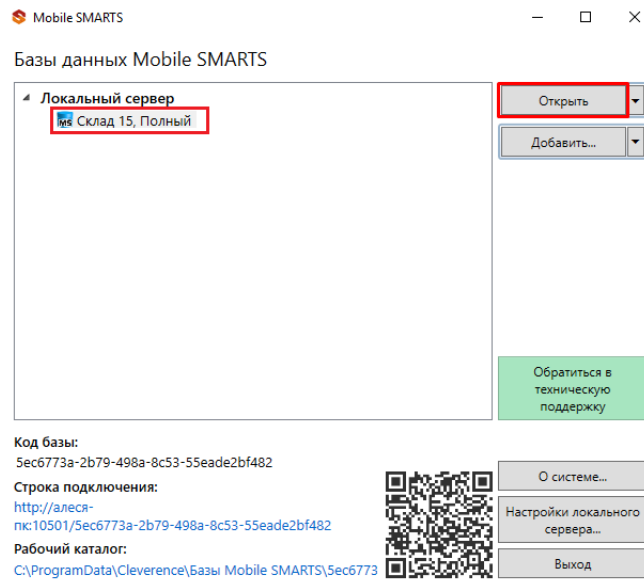 Mobile SMARTS
Базы данных Mobile SMARTS
Локальный сервер
Склад 15, Полный
Открыть
Добавить...
Обратиться в
техническую
поддержку
Код базы:
5ec6773a-2b79-498a-8c53-55eade2bf482
Строка подключения:
http://алеся-
пк:10501/5ec6773a-2b79-498a-8c53-55eade2bf482
Рабочий каталог:
C:\ProgramData\Cleverence\Базы Mobile SMARTS\5ec6773
О системе...
Настройки локального
сервера...
Выход